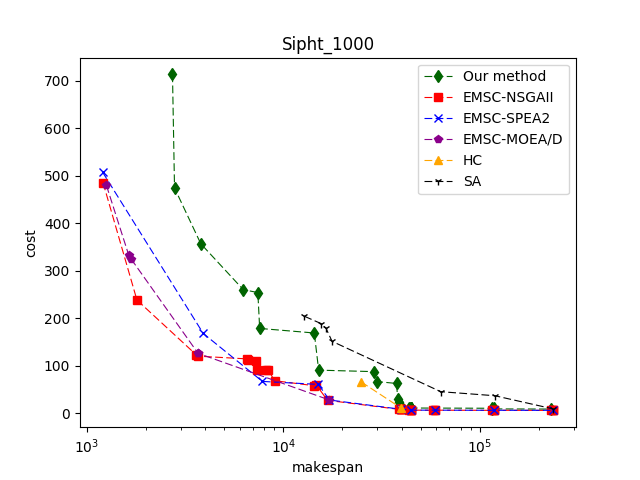 Sipht_1000
cost
700
600
500
400
300
200
100
0
Our method
EMSC-NSGAII
EMSC-SPEA2
EMSC-MOEA/D
HC
SA
10³ 10⁴ 10⁵
makespan